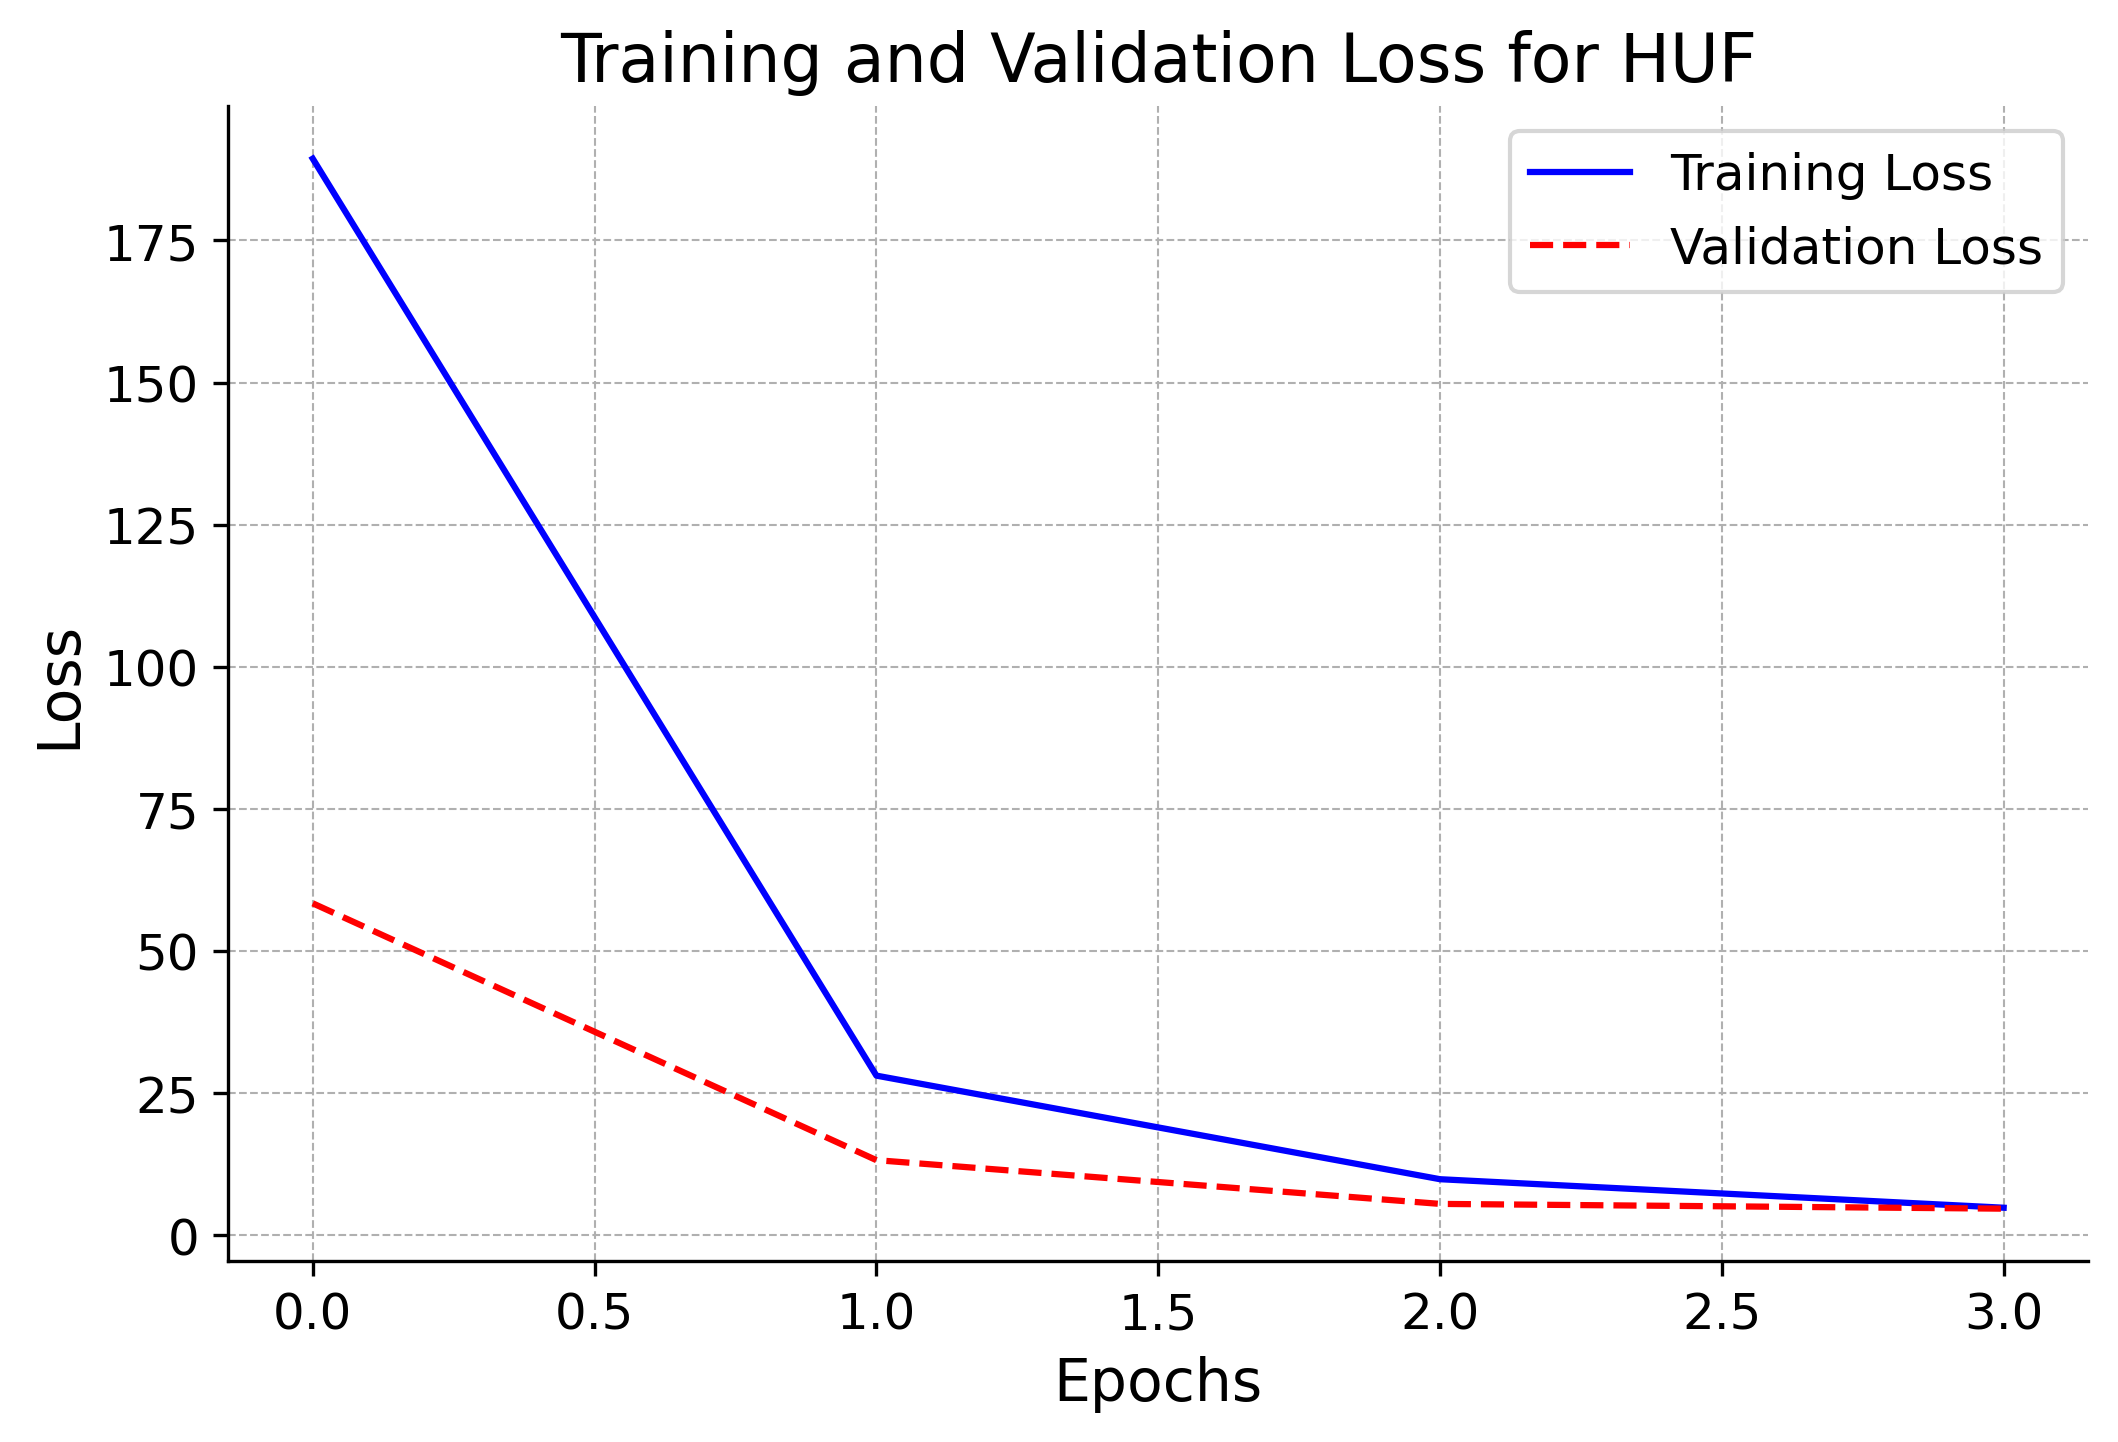 Training and Validation Loss for HUF
Training Loss
Validation Loss
175
150
125
100
75
50
25
0
Loss
0.0 0.5 1.0 1.5 2.0 2.5 3.0
Epochs